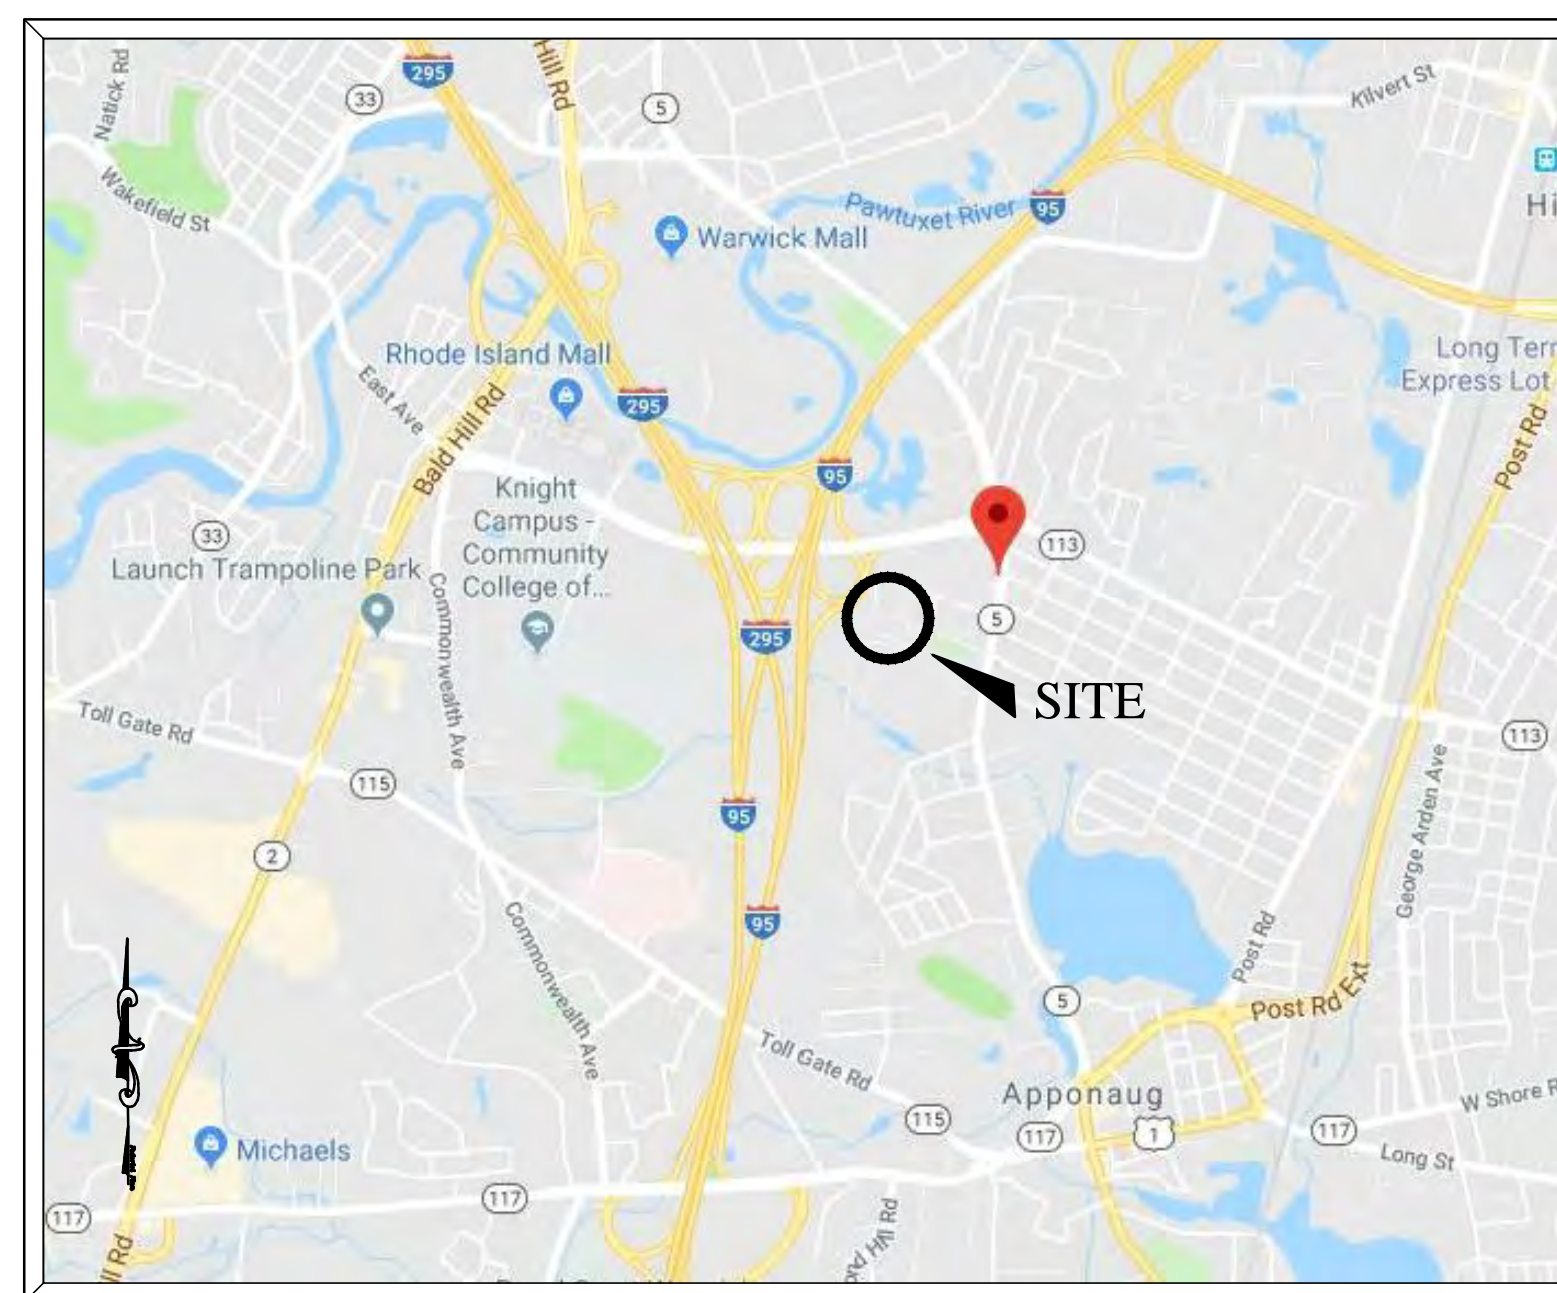 295
Hill Rd
Natick Rd
33
5
Kilvert St
Wakefield St
Pawtuxet River
95
Hi
Warwick Mall
Rhode Island Mall
Long Ter
Express Lot
East Ave
295
Bald Hill Rd
Post Rd
95
Knight
Campus -
Community
College of...
33
113
Launch Trampoline Park
Commonwealth Ave
5
295
SITE
Toll Gate Rd
113
115
George Arden Ave
95
2
Commonwealth Ave
95
Post Rd
5
Post Rd Ext
Toll Gate Rd
Apponaug
W Shore R
115
117
1
117
Michaels
Long St
117
117
ll Rd